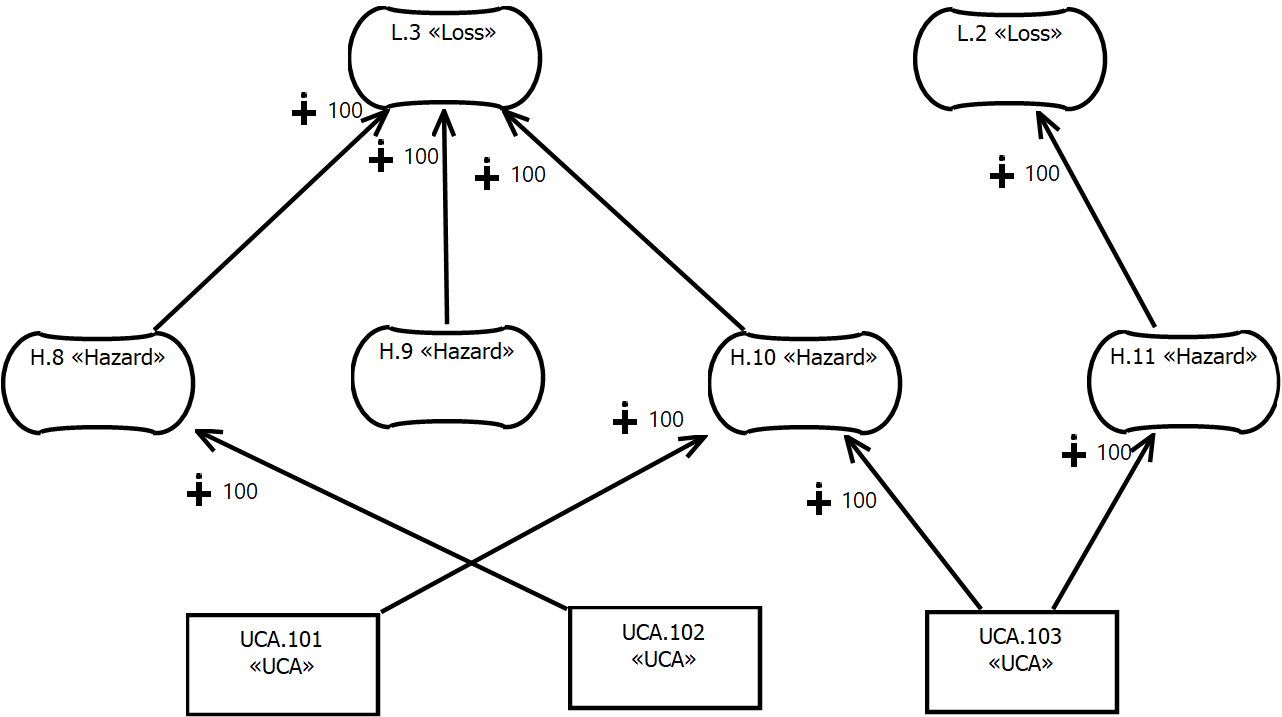 L.3 «Loss»
L.2 «Loss»
100
100
100
100
H.8 «Hazard»
H.9 «Hazard»
H.10 «Hazard»
H.11 «Hazard»
100
100
100
100
UCA.101
«UCA»
UCA.102
«UCA»
UCA.103
«UCA»